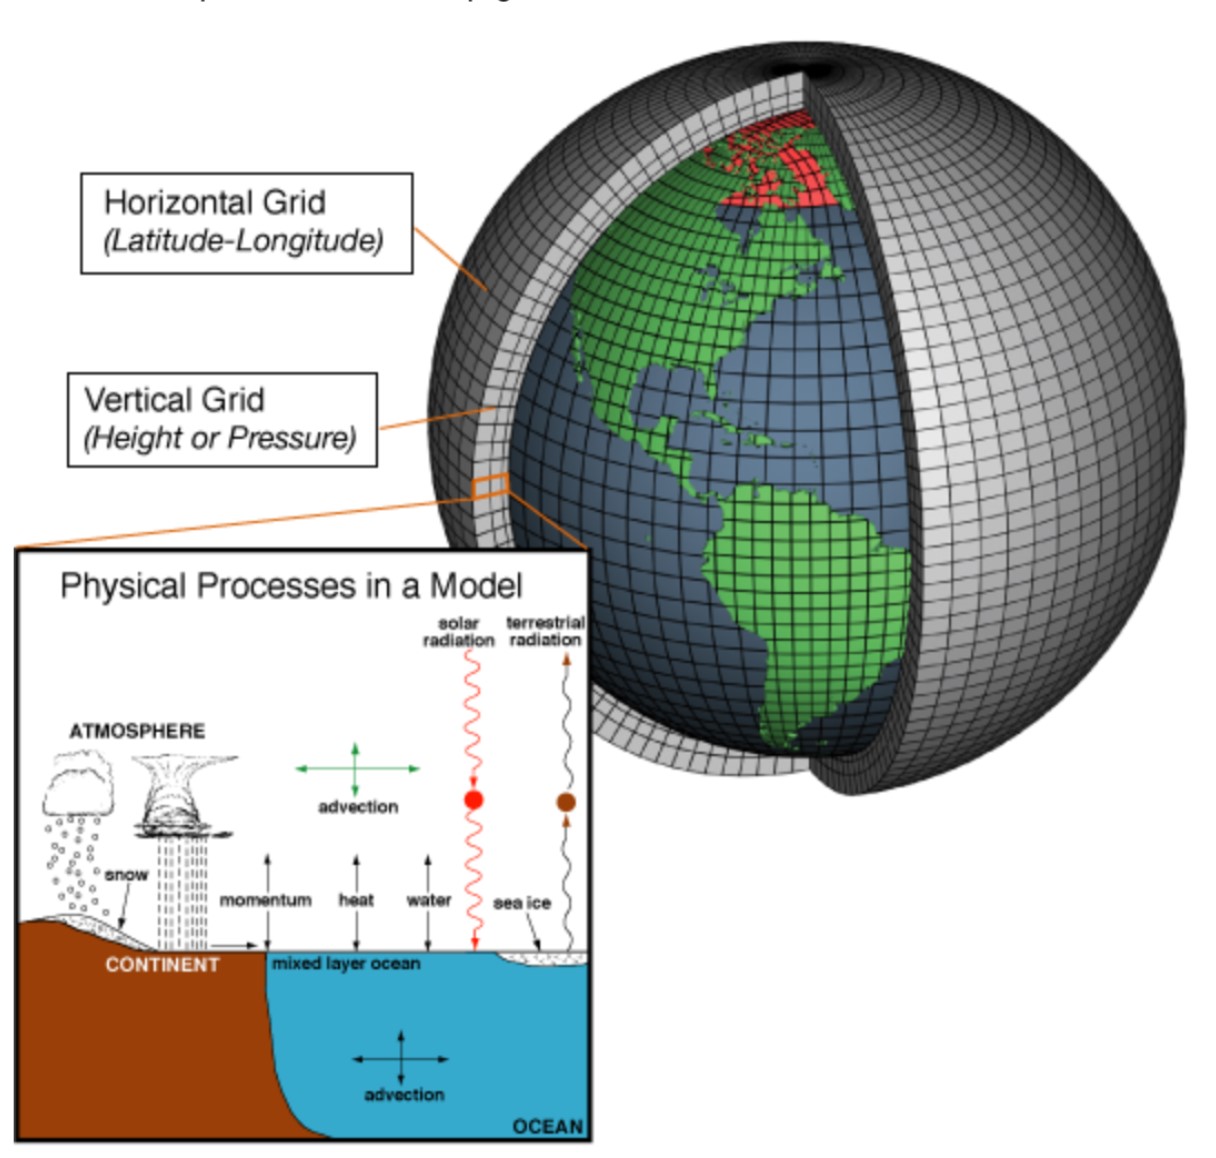 Horizontal Grid
(Latitude-Longitude)
Vertical Grid
(Height or Pressure)
Physical Processes in a Model
solar
radiation
terrestrial
radiation
ATMOSPHERE
advection
snow
momentum
heat
water
sea ice
CONTINENT
mixed layer ocean
advection
OCEAN